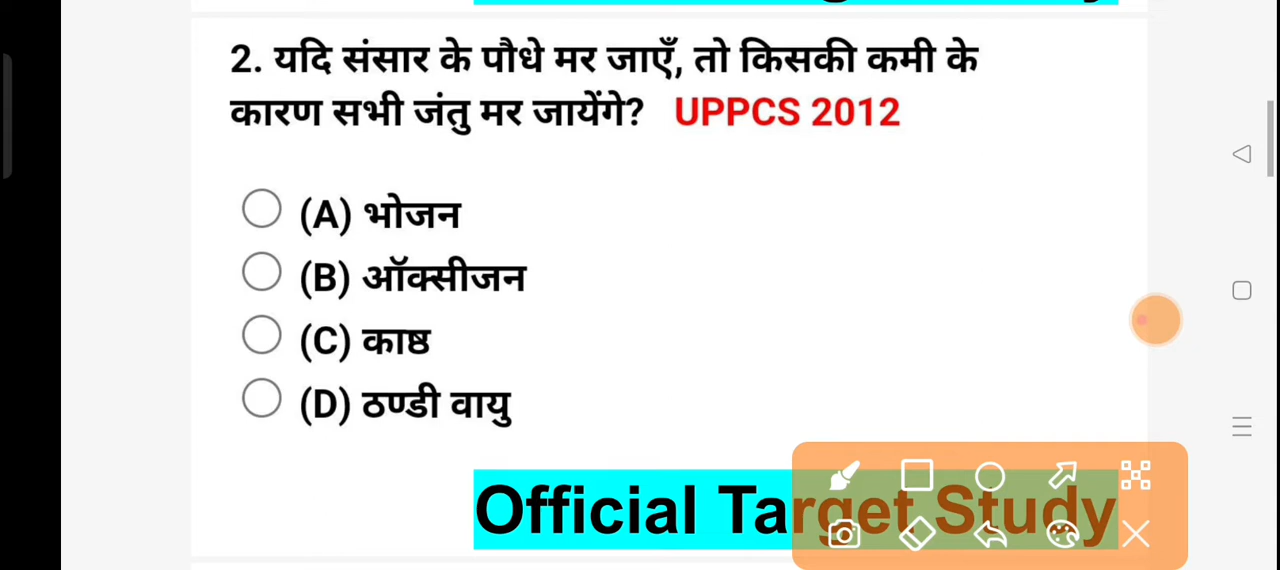 2. यदि संसार के पौधे मर जाएँ, तो किसकी कमी के
कारण सभी जंतु मर जायेंगे? UPPCS 2012
(A) भोजन
(B) ऑक्सीजन
(C) काष्ठ
(D) ठण्डी वायु
Official Target Study